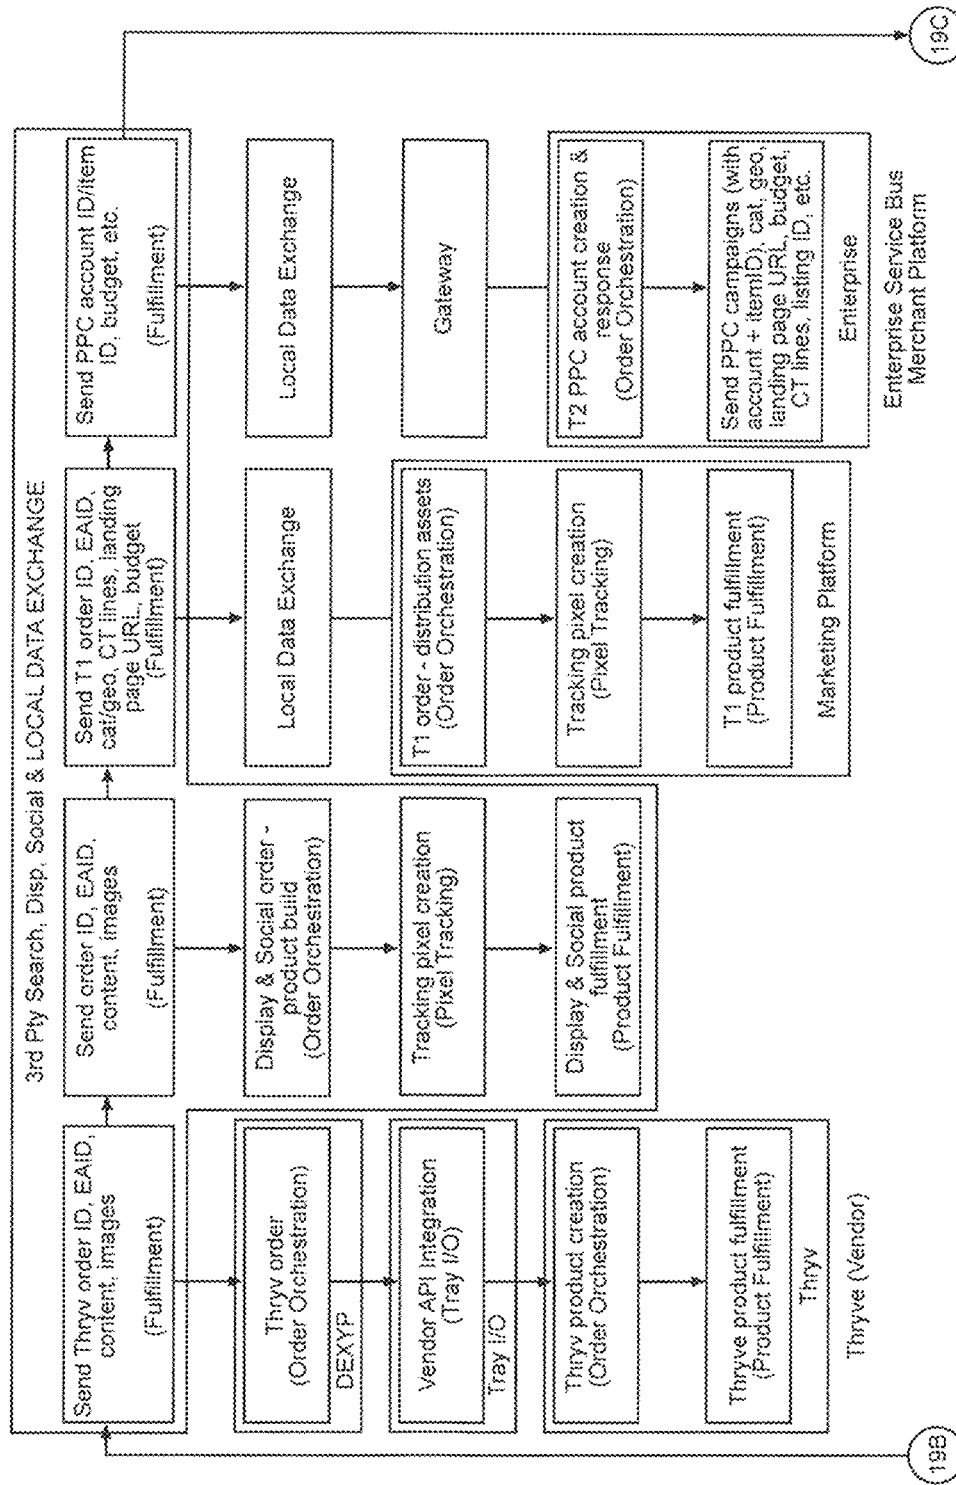 3rd Pty Search, Disp, Social & LOCAL DATA EXCHANGE
Send Thryv order ID, EAID,
content, images
(Fulfillment)
Thryv order
(Order Orchestration)
DEXYP
Vendor API Integration
(Tray I/O)
Tray I/O
Thryv product creation
(Order Orchestration)
Thryve product fulfillment
(Product Fulfillment)
Thryv
Thryve (Vendor)
19B
Send order ID, EAID,
content, images
(Fulfillment)
Display & Social order -
product build
(Order Orchestration)
Tracking pixel creation
(Pixel Tracking)
Display & Social product
fulfillment
(Product Fulfillment)
Send T1 order ID, EAID,
cat/geo, CT lines, landing
page URL, budget
(Fulfillment)
Local Data Exchange
T1 order - distribution assets
(Order Orchestration)
Tracking pixel creation
(Pixel Tracking)
T1 product fulfillment
(Product Fulfillment)
Marketing Platform
Send PPC account ID/item
ID, budget, etc.
(Fulfillment)
Local Data Exchange
Gateway
T2 PPC account creation &
response
(Order Orchestration)
Send PPC campaigns (with
account + itemID), cat, geo,
landing page URL, budget,
CT lines, listing ID, etc.
Enterprise
Enterprise Service Bus
Merchant Platform
19C